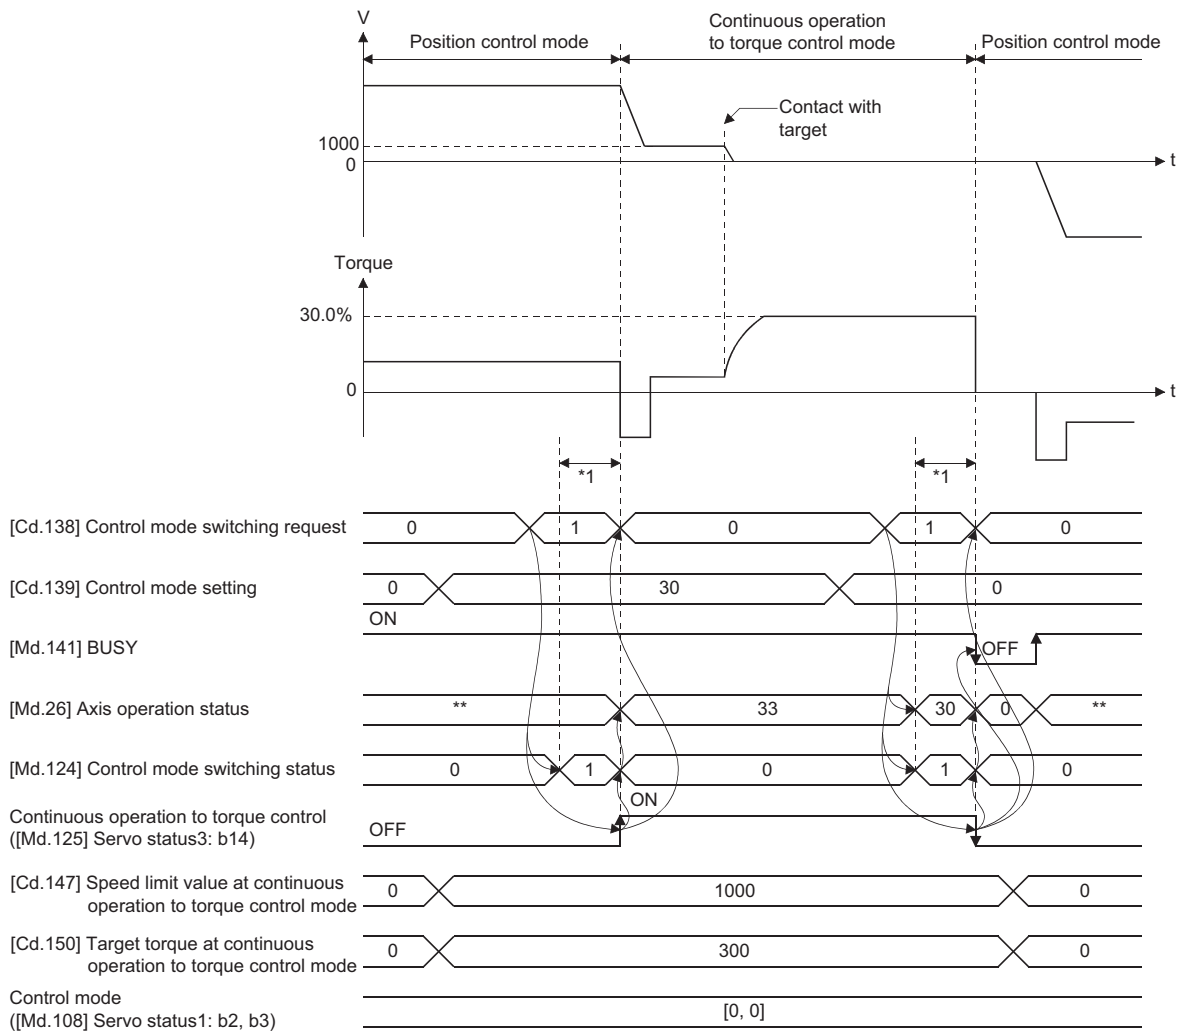 V
Position control mode
Continuous operation
to torque control mode
Position control mode
Contact with
target
1000
0
t
Torque
30.0%
0
t
*1
*1
[Cd.138] Control mode switching request
0
1
0
1
0
[Cd.139] Control mode setting
0
30
0
ON
[Md.141] BUSY
OFF
[Md.26] Axis operation status
**
33
30
0
**
[Md.124] Control mode switching status
0
1
0
1
0
ON
Continuous operation to torque control
([Md.125] Servo status3: b14)
OFF
[Cd.147] Speed limit value at continuous
operation to torque control mode
0
1000
0
[Cd.150] Target torque at continuous
operation to torque control mode
0
300
0
Control mode
([Md.108] Servo status1: b2, b3)
[0, 0]